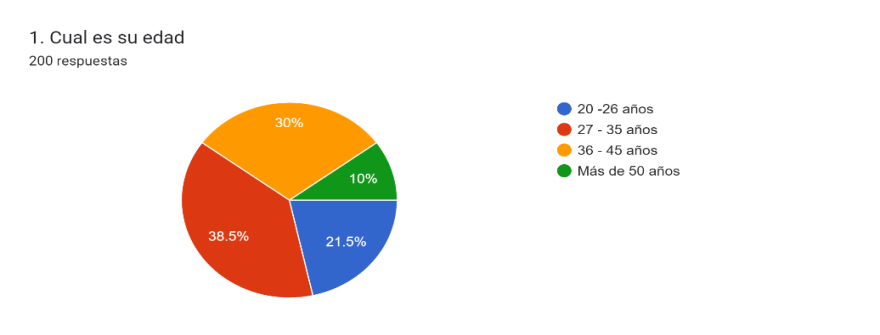 1. Cual es su edad
200 respuestas
30%
10%
38.5%
21.5%
20 -26 años
27 - 35 años
36 - 45 años
Más de 50 años